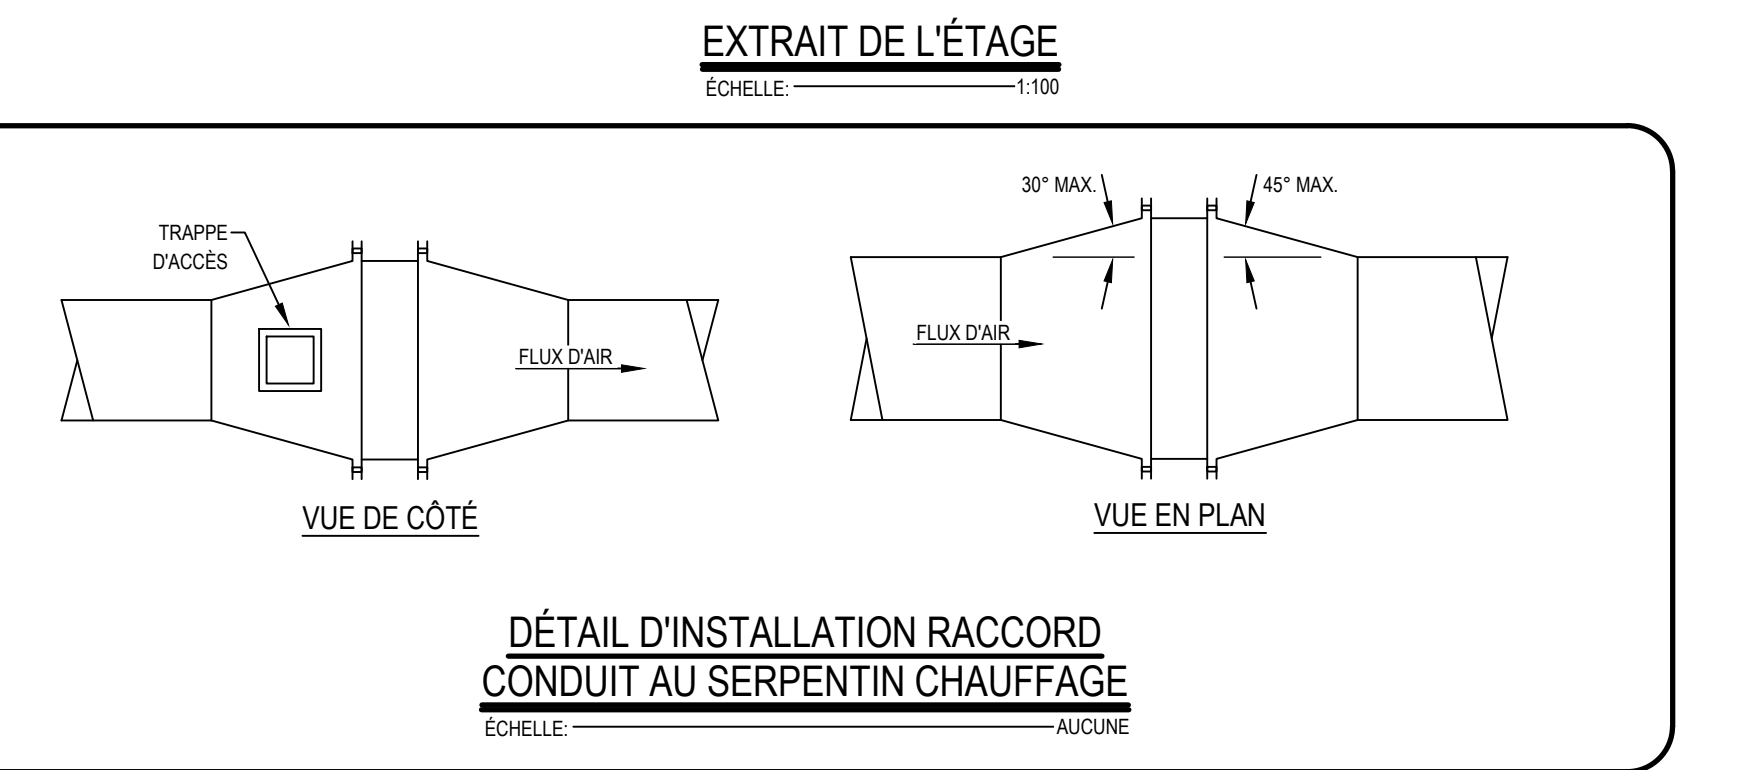 EXTRAIT DE L'ÉTAGE
ÉCHELLE: 1:100
TRAPPE
D'ACCÈS
FLUX D'AIR
VUE DE CÔTÉ
30° MAX.
45° MAX.
FLUX D'AIR
VUE EN PLAN
DÉTAIL D'INSTALLATION RACCORD
CONDUIT AU SERPENTIN CHAUFFAGE
ÉCHELLE: AUCUNE